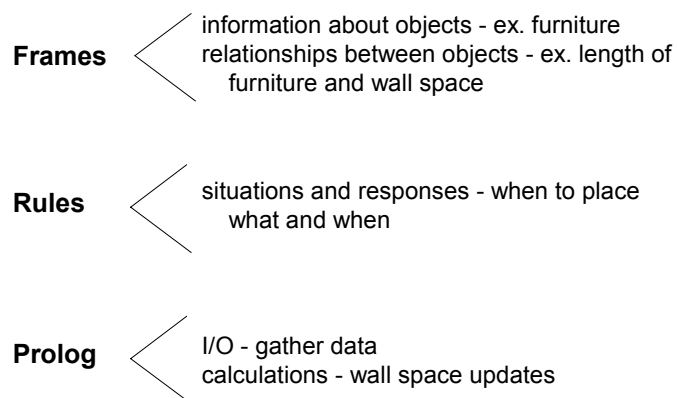 Frames
information about objects - ex. furniture
relationships between objects - ex. length of
furniture and wall space
Rules
situations and responses - when to place
what and when
Prolog
I/O - gather data
calculations - wall space updates